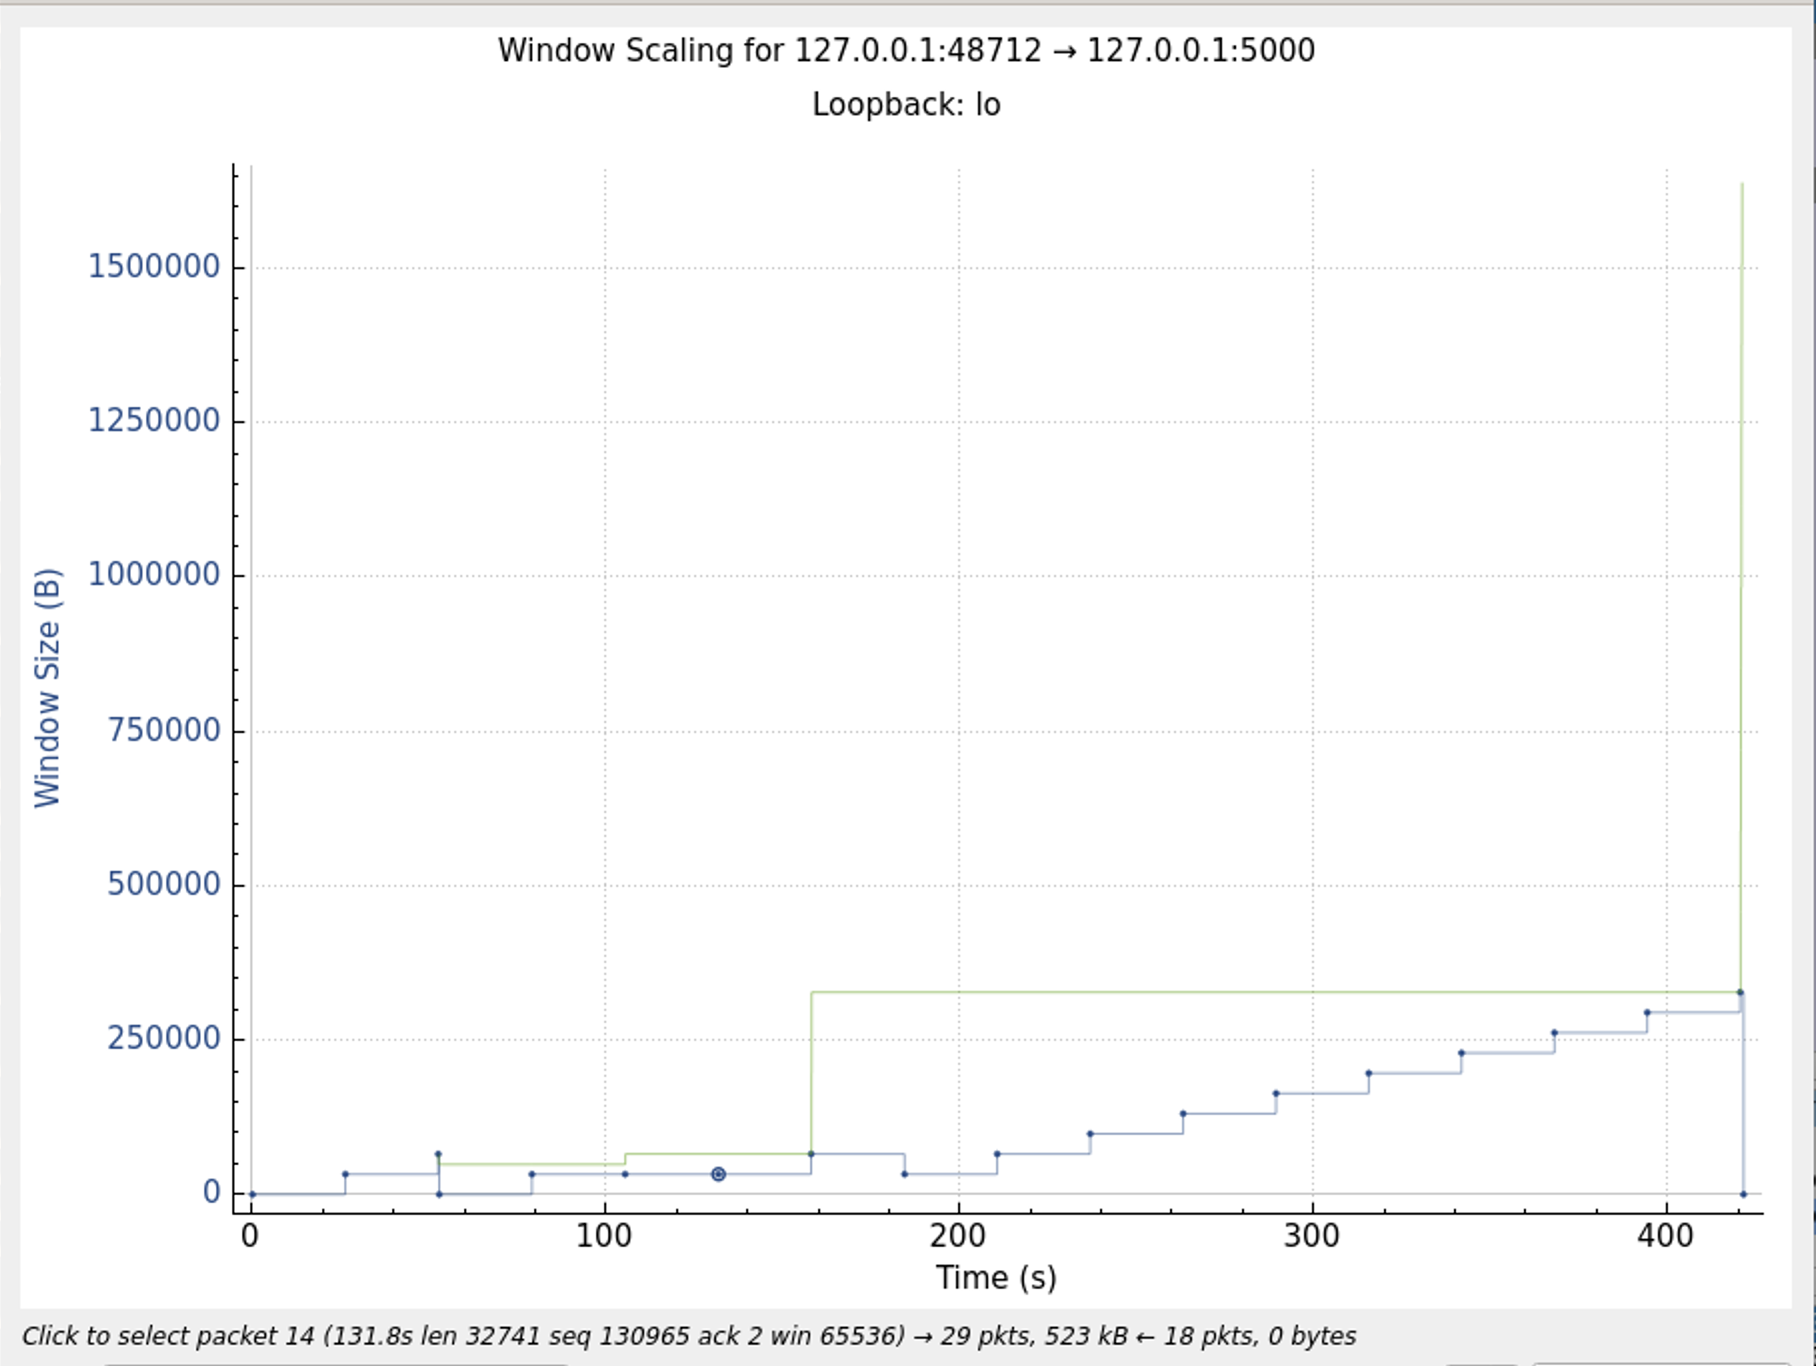 Window Scaling for 127.0.0.1:48712 → 127.0.0.1:5000
Loopback: lo
1500000
1250000
1000000
750000
500000
250000
0
Window Size (B)
0 100 200 300 400
Time (s)
Click to select packet 14 (131.8s len 32741 seq 130965 ack 2 win 65536) → 29 pkts, 523 kB ← 18 pkts, 0 bytes